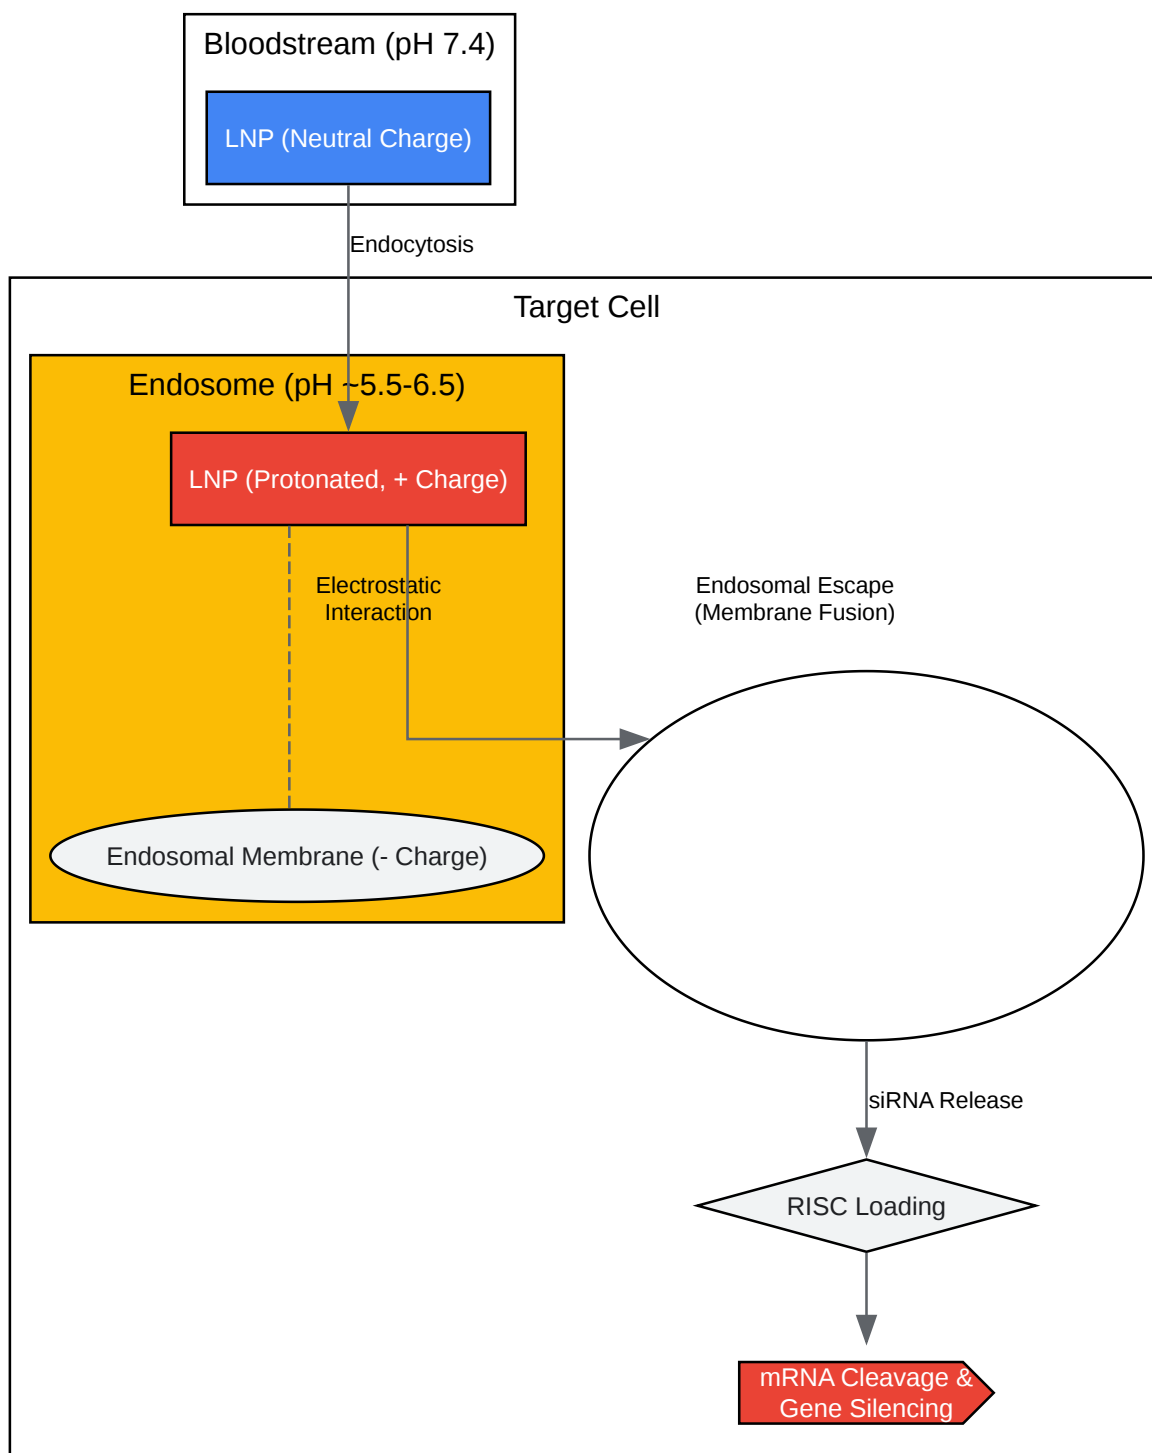 Bloodstream (pH 7.4)
LNP (Neutral Charge)
Endocytosis
Target Cell
Endosome (pH ~5.5-6.5)
LNP (Protonated, + Charge)
Electrostatic
Interaction
Endosomal Escape
(Membrane Fusion)
Endosomal Membrane (- Charge)
siRNA Release
RISC Loading
mRNA Cleavage &
Gene Silencing